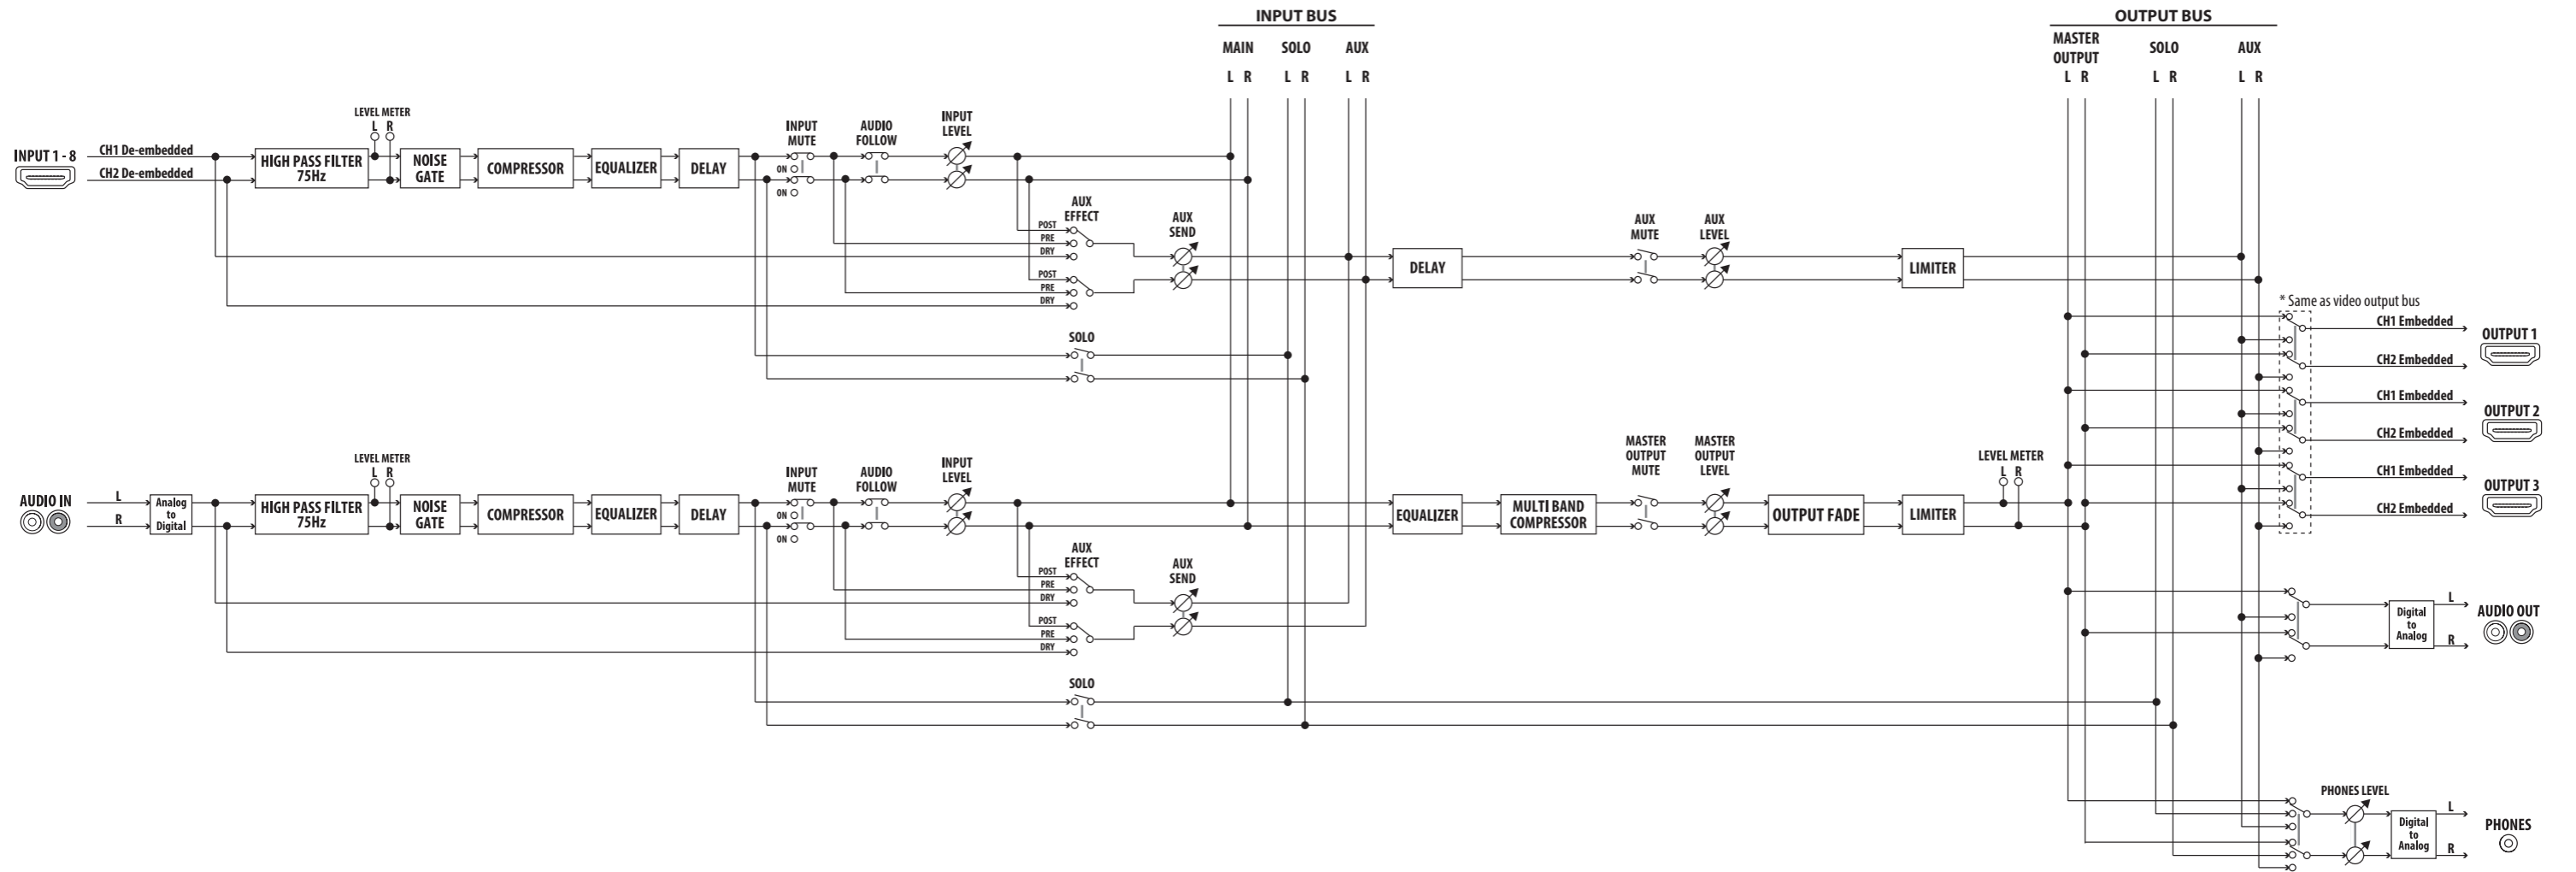 INPUT BUS
OUTPUT BUS
MAIN
SOLO
AUX
MASTER
OUTPUT
SOLO
AUX
L R
L R
L R
L R
L R
L R
INPUT 1 - 8
CH1 De-embedded
CH2 De-embedded
HIGH PASS FILTER
75Hz
LEVEL METER
L R
NOISE
GATE
COMPRESSOR
EQUALIZER
DELAY
INPUT
MUTE
ON
ON
AUDIO
FOLLOW
INPUT
LEVEL
AUX
EFFECT
POST
PRE
DRY
POST
PRE
DRY
AUX
SEND
SOLO
DELAY
AUX
MUTE
AUX
LEVEL
LIMITER
* Same as video output bus
CH1 Embedded
CH2 Embedded
OUTPUT 1
CH1 Embedded
CH2 Embedded
OUTPUT 2
CH1 Embedded
CH2 Embedded
OUTPUT 3
AUDIO IN
L
R
Analog
to
Digital
HIGH PASS FILTER
75Hz
LEVEL METER
L R
NOISE
GATE
COMPRESSOR
EQUALIZER
DELAY
INPUT
MUTE
ON
ON
AUDIO
FOLLOW
INPUT
LEVEL
AUX
EFFECT
POST
PRE
DRY
POST
PRE
DRY
AUX
SEND
SOLO
EQUALIZER
MULTI BAND
COMPRESSOR
MASTER
OUTPUT
MUTE
MASTER
OUTPUT
LEVEL
OUTPUT FADE
LIMITER
LEVEL METER
L R
Digital
to
Analog
L
R
AUDIO OUT
PHONES LEVEL
Digital
to
Analog
L
R
PHONES